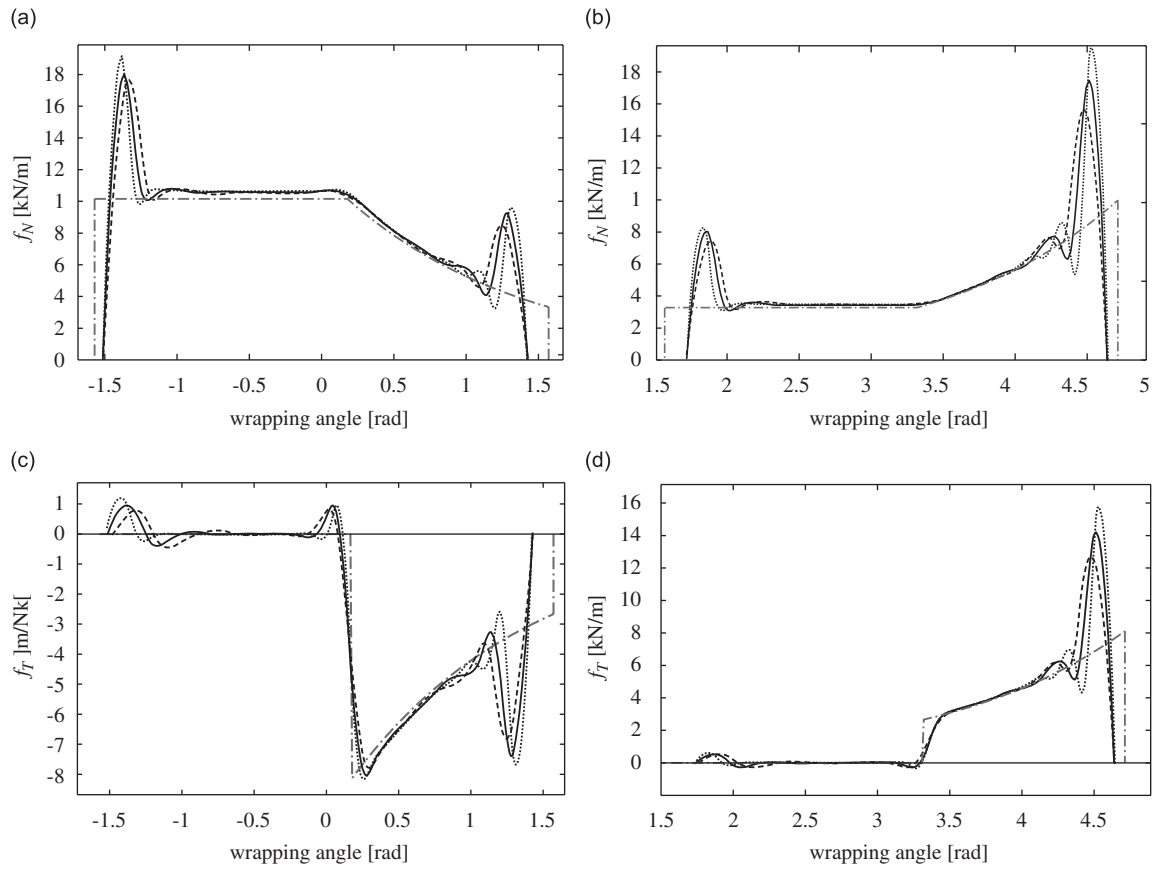 (a)
18
16
14
12
1
8
6
4
2
0
f_N [kN/m]
-1.5 -1 -0.5 0 0.5 1 1.5
wrapping angle [rad]
(b)
18
16
14
12
1
8
6
4
2
0
f_N [kN/m]
1.5 2 2.5 3 3.5 4 4.5 5
wrapping angle [rad]
(c)
1
0
-1
-2
-3
-4
-5
-6
-7
-8
f_T ]m/Nk[
-1.5 -1 -0.5 0 0.5 1 1.5
wrapping angle [rad]
(d)
16
14
12
10
8
6
4
2
0
f_T [kN/m]
1.5 2 2.5 3 3.5 4 4.5
wrapping angle [rad]